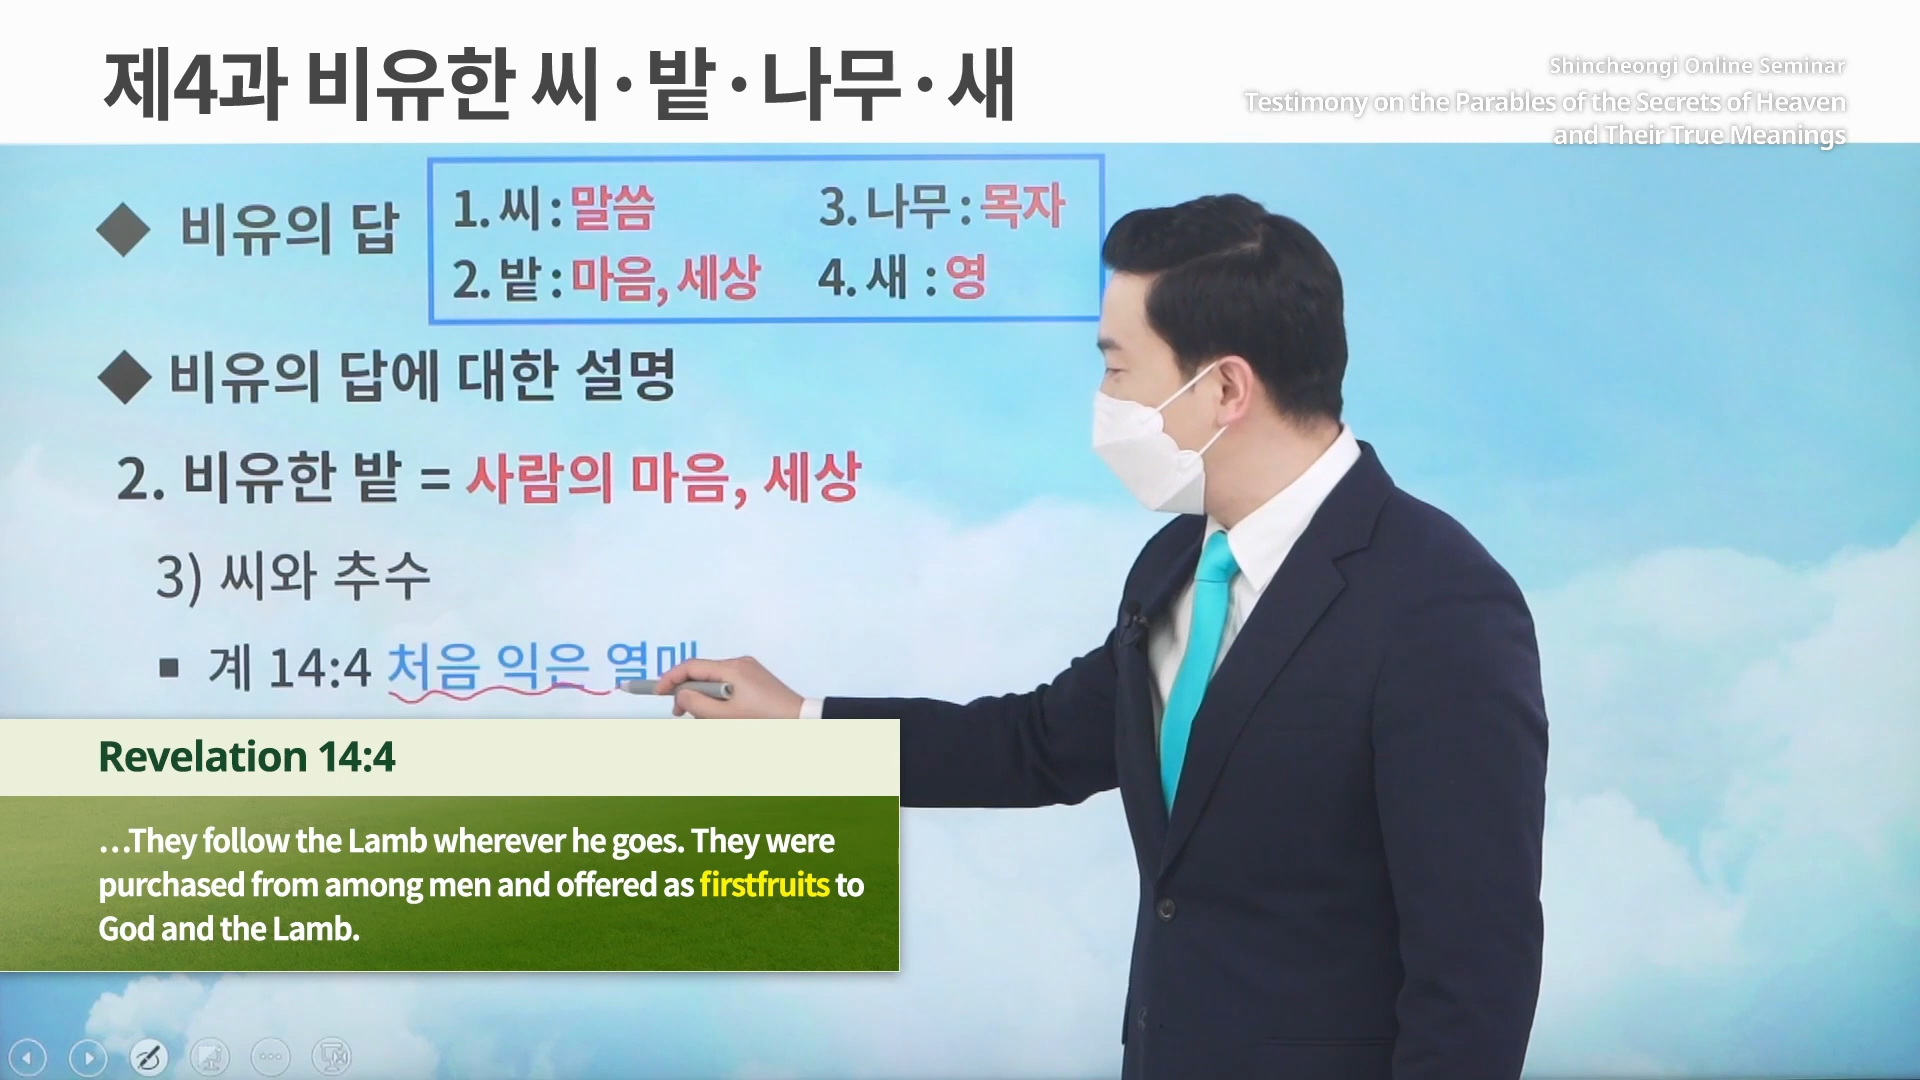 제4과 비유한 씨·밭·나무·새
Shincheongi Online Seminar
Testimony on the Parables of the Secrets of Heaven
and Their True Meanings
◆ 비유의 답
1. 씨 : 말씀
2. 밭 : 마음, 세상
3. 나무 : 목자
4. 새 : 영
◆ 비유의 답에 대한 설명
2. 비유한 밭 = 사람의 마음, 세상
3) 씨와 추수
▪ 계 14:4 처음 익은 열매
Revelation 14:4
…They follow the Lamb wherever he goes. They were
purchased from among men and offered as firstfruits to
God and the Lamb.